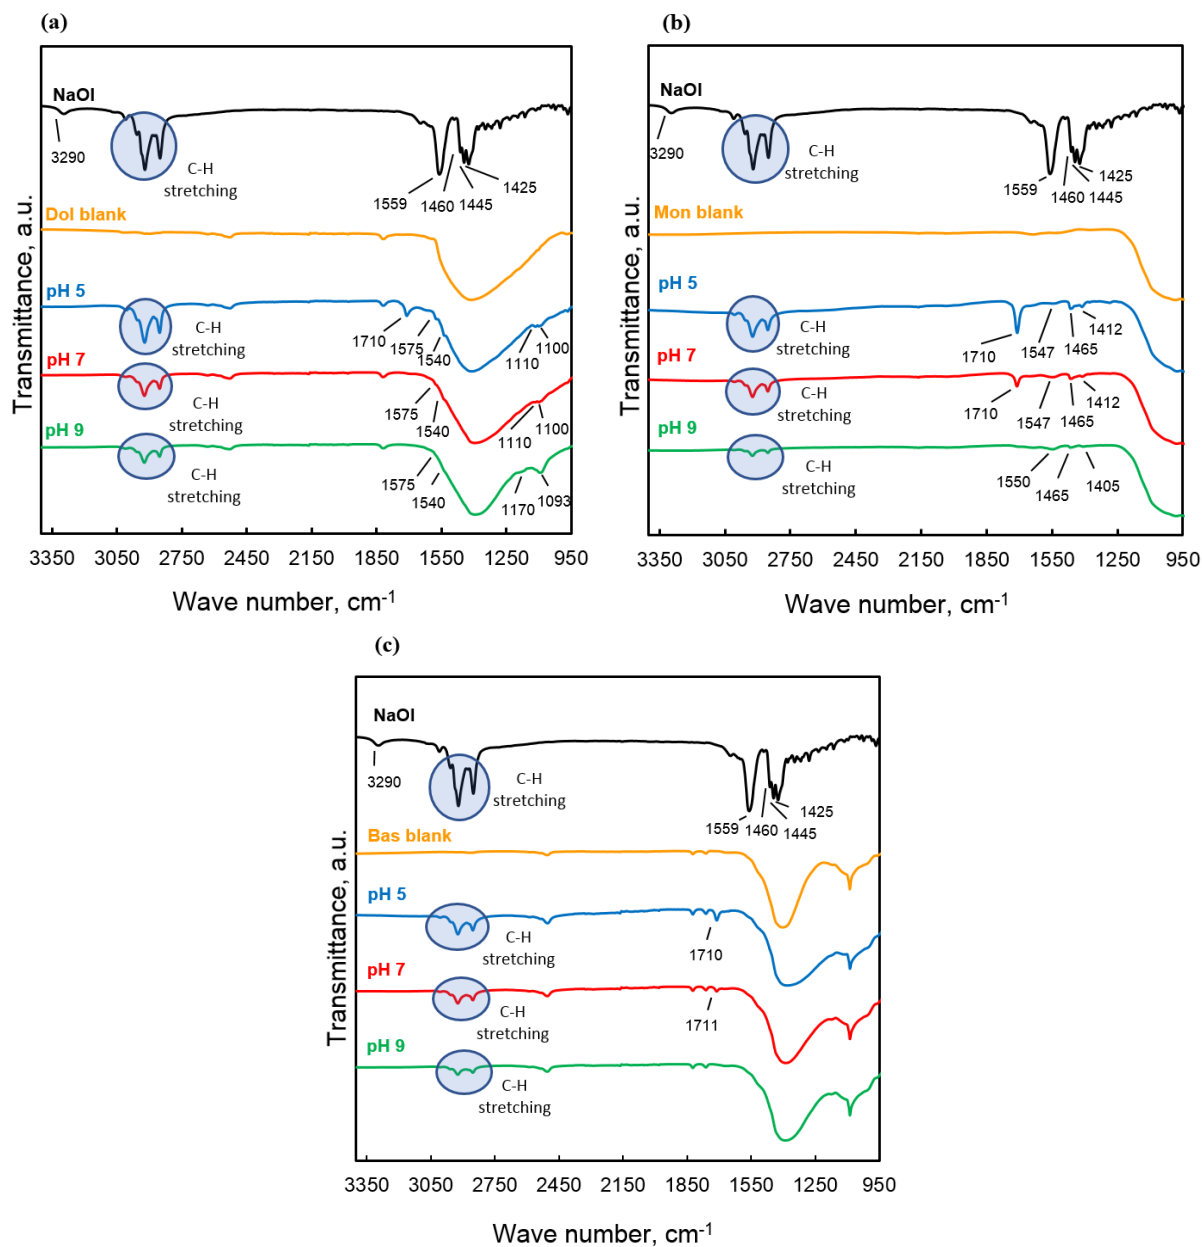 (a)
NaOl
3290
C-H
stretching
1559
1460
1445
1425
Dol blank
pH 5
C-H
stretching
1710
1575
1540
1110
1100
pH 7
C-H
stretching
1575
1540
1110
1100
pH 9
C-H
stretching
1575
1540
1170
1093
Transmittance, a.u.
3350 3050 2750 2450 2150 1850 1550 1250 950
Wave number, cm-1
(b)
NaOl
3290
C-H
stretching
1559
1460
1445
1425
Mon blank
pH 5
C-H
stretching
1710
1547
1465
1412
pH 7
C-H
stretching
1710
1547
1465
1412
pH 9
C-H
stretching
1550
1465
1405
Transmittance, a.u.
3350 3050 2750 2450 2150 1850 1550 1250 950
Wave number, cm-1
(c)
NaOl
3290
C-H
stretching
1559
1460
1445
1425
Bas blank
pH 5
C-H
stretching
1710
pH 7
C-H
stretching
1711
pH 9
C-H
stretching
Transmittance, a.u.
3350 3050 2750 2450 2150 1850 1550 1250 950
Wave number, cm-1